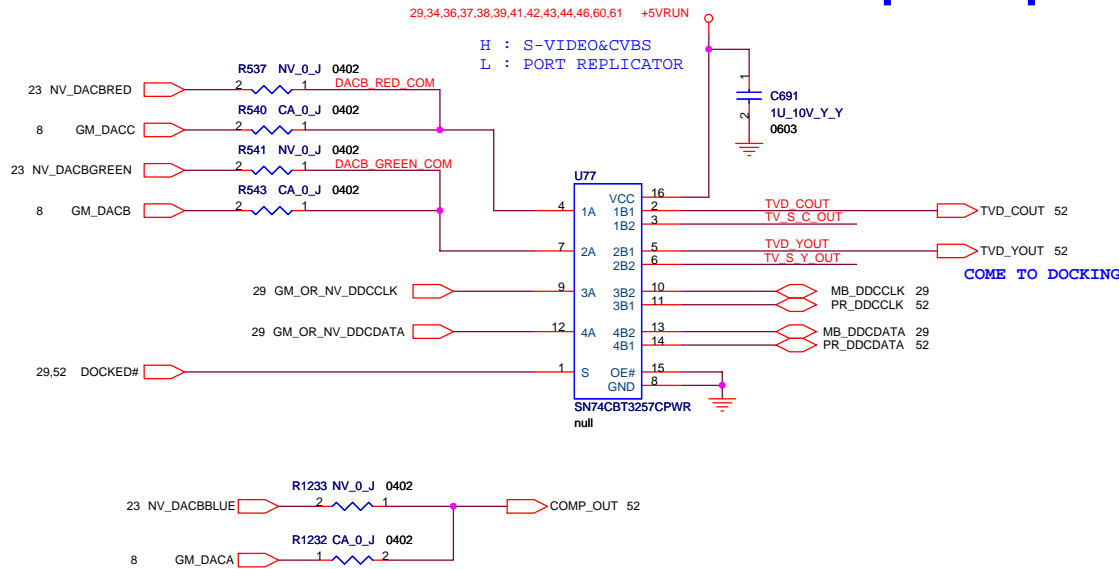 29,34,36,37,38,39,41,42,43,44,46,60,61 +5VRUN
H : S-VIDEO&CVBS
L : PORT REPLICATOR
R537 NV_0_J 0402
23 NV_DACBRED 2 1 DACB_RED_COM
R540 CA_0_J 0402
8 GM_DACC 2 1
R541 NV_0_J 0402
23 NV_DACBGREEN 2 1 DACB_GREEN_COM
R543 CA_0_J 0402
8 GM_DACB 2 1
1
C691
1U_10V_Y_Y
2
0603
U77
VCC 16
4 1A 1B1 2 TVD_COUT TVD_COUT 52
1B2 3 TV_S_C_OUT
7 2A 2B1 5 TVD_YOUT TVD_YOUT 52
2B2 6 TV_S_Y_OUT
COME TO DOCKING
29 GM_OR_NV_DDCCLK 9 3A 3B2 10 MB_DDCCLK 29
3B1 11 PR_DDCCLK 52
29 GM_OR_NV_DDCDATA 12 4A 4B2 13 MB_DDCDATA 29
4B1 14 PR_DDCDATA 52
29,52 DOCKED# 1 S OE# 15
GND 8
SN74CBT3257CPWR
null
R1233 NV_0_J 0402
23 NV_DACBBLUE 2 1 COMP_OUT 52
R1232 CA_0_J 0402
8 GM_DACA 1 2